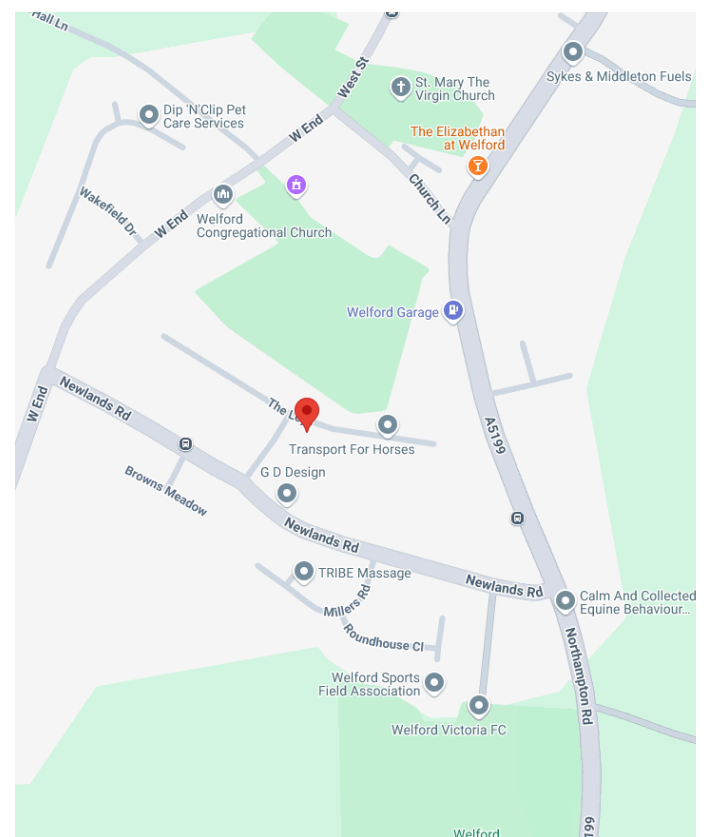 Hall Ln
West St
St. Mary The
Virgin Church
Sykes & Middleton Fuels
Dip 'N'Clip Pet
Care Services
W End
The Elizabethan
at Welford
Church Ln
Wakefield Dr
W End
Welford
Congregational Church
Welford Garage
W End
Newlands Rd
The
A5199
Transport For Horses
G D Design
Browns Meadow
Newlands Rd
TRIBE Massage
Newlands Rd
Calm And Collected
Equine Behaviour...
Millers Rd
Roundhouse Cl
Northampton Rd
Welford Sports
Field Association
Welford Victoria FC
Welford